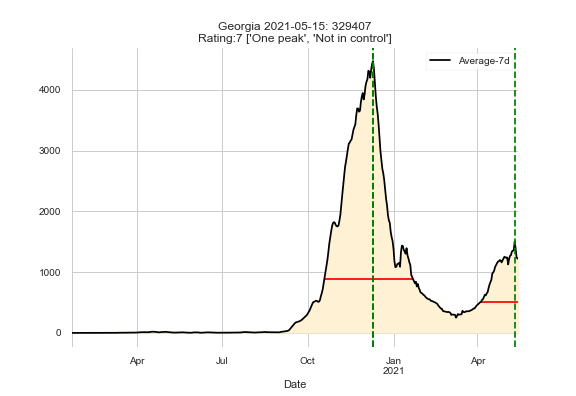 Georgia 2021-05-15: 329407
Rating:7 ['One peak', 'Not in control']
Average-7d
4000
3000
2000
1000
0
Apr
Jul
Oct
Jan
2021
Apr
Date